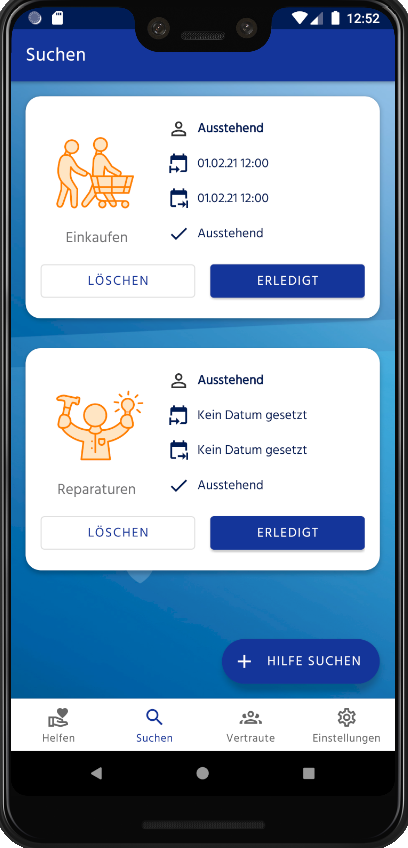 12:52
Suchen
Ausstehend
01.02.21 12:00
01.02.21 12:00
Ausstehend
Einkaufen
LÖSCHEN
ERLEDIGT
Ausstehend
Kein Datum gesetzt
Kein Datum gesetzt
Ausstehend
Reparaturen
LÖSCHEN
ERLEDIGT
+ HILFE SUCHEN
Helfen
Suchen
Vertraute
Einstellungen